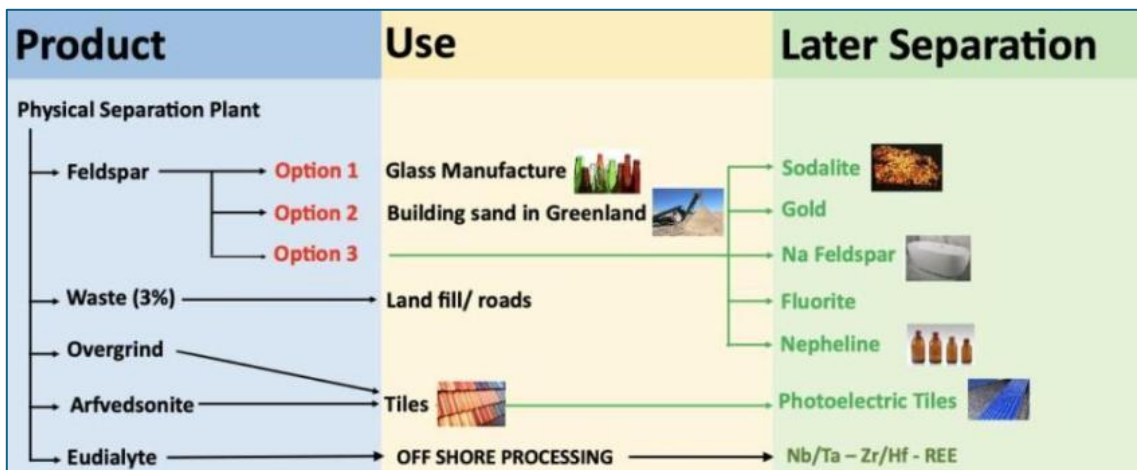 Product Use Later Separation
Physical Separation Plant
Feldspar Option 1 Glass Manufacture Sodalite
Option 2 Building sand in Greenland Gold
Option 3 Na Feldspar
Waste (3%) Land fill/ roads Fluorite
Overgrind Nepheline
Arfvedsonite Tiles Photoelectric Tiles
Eudialyte OFF SHORE PROCESSING Nb/Ta – Zr/Hf - REE